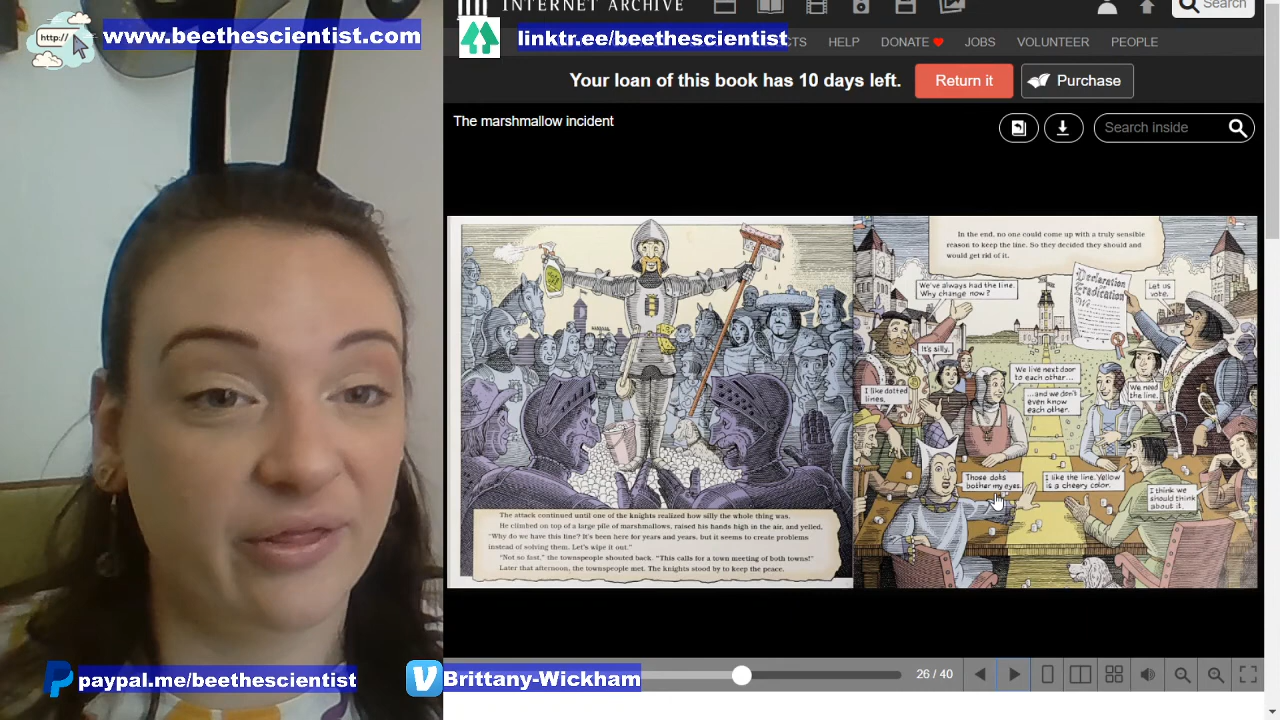 http://
www.beethescientist.com
INTERNET ARCHIVE
Search
linktr.ee/beethescientist
HELP
DONATE
JOBS
VOLUNTEER
PEOPLE
Your loan of this book has 10 days left.
Return it
Purchase
The marshmallow incident
Search inside
The attack continued until one of the knights realized how silly the whole thing was.
He climbed on top of a large pile of marshmallows, raised his hands high in the air, and yelled,
"Why do we have this line? It's been here for years and years, but it seems to create problems
instead of solving them. Let's wipe it out."
"Not so fast," the townspeople shouted back. "This calls for a town meeting of both towns!"
Later that afternoon, the townspeople met. The knights stood by to keep the peace.
In the end, no one could come up with a truly sensible
reason to keep the line. So they decided they should and
would get rid of it.
We've always had the line.
Why change now?
Declaration
Eradication
Let us
vote.
It's silly.
We live next door
to each other...
I like dotted
lines.
...and we don't
even know
each other.
We need
the line.
Those dots
bother my eyes.
I like the line. Yellow
is a cheery color.
I think we
should think
about it.
26 / 40
paypal.me/beethescientist
Brittany-Wickham